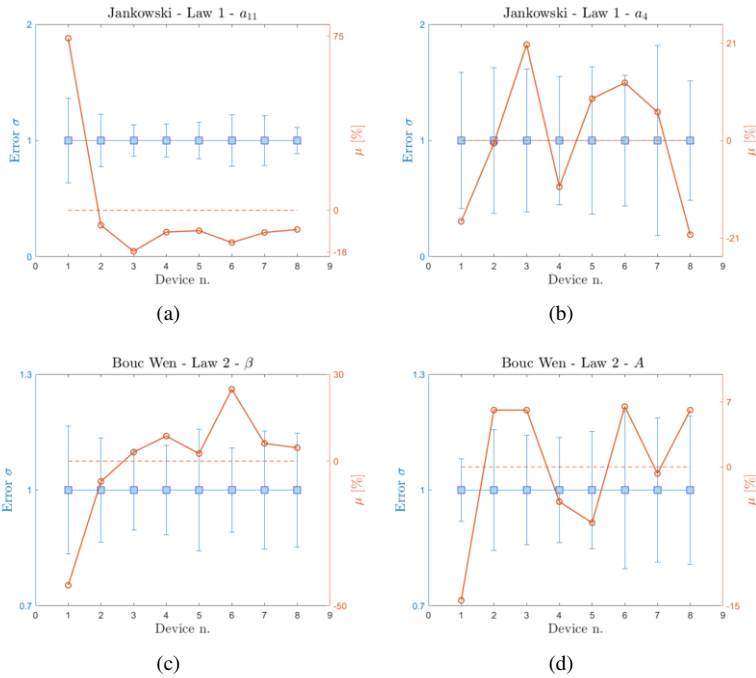 Jankowski - Law 1 - a₁₁
2
1
0
Error σ
75
0
-18
μ [%]
0 1 2 3 4 5 6 7 8 9
Device n.
(a)
Jankowski - Law 1 - a₄
2
1
0
Error σ
21
0
-21
μ [%]
0 1 2 3 4 5 6 7 8 9
Device n.
(b)
Bouc Wen - Law 2 - β
1.3
1
0.7
Error σ
30
0
-50
μ [%]
0 1 2 3 4 5 6 7 8 9
Device n.
(c)
Bouc Wen - Law 2 - A
1.3
1
0.7
Error σ
7
0
-15
μ [%]
0 1 2 3 4 5 6 7 8 9
Device n.
(d)